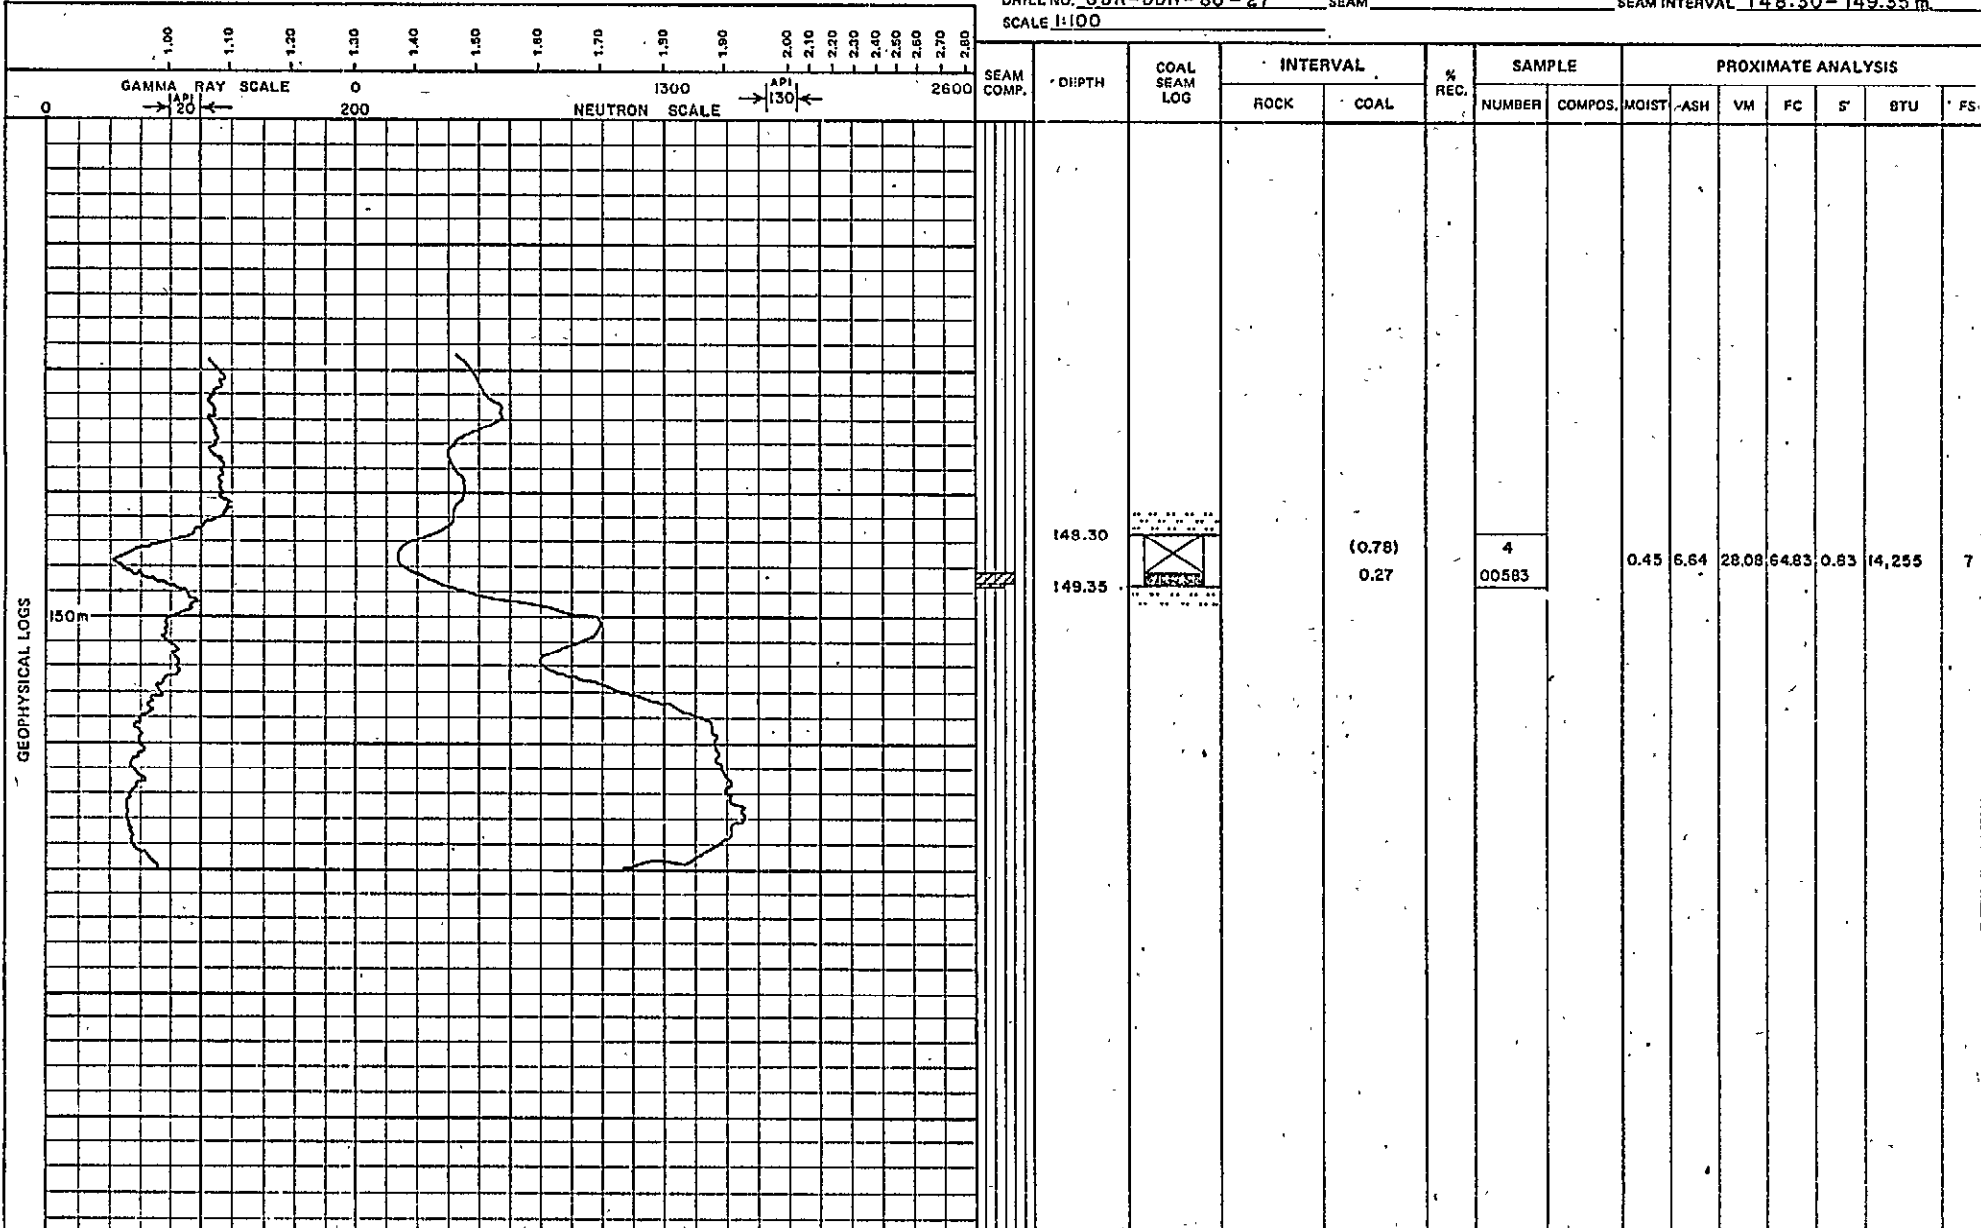 SEAM
SEAM INTERVAL 148.30-149.35 m.
SCALE 1:100
1.00 1.10 1.20 1.30 1.40 1.50 1.60 1.70 1.80 1.90 2.00 2.10 2.20 2.30 2.40 2.50 2.60 2.70 2.80
GAMMA RAY SCALE 0 1300 API 2600
API 130
0 20 200 NEUTRON SCALE
SEAM COMP.
DEPTH
COAL SEAM LOG
INTERVAL
ROCK COAL
% REC.
SAMPLE
NUMBER COMPOS.
PROXIMATE ANALYSIS
MOIST ASH VM FC S BTU FS
GEOPHYSICAL LOGS
150m
148.30 (0.78) 4
0.45 6.64 28.08 64.83 0.83 14,255 7
149.35 0.27 00583